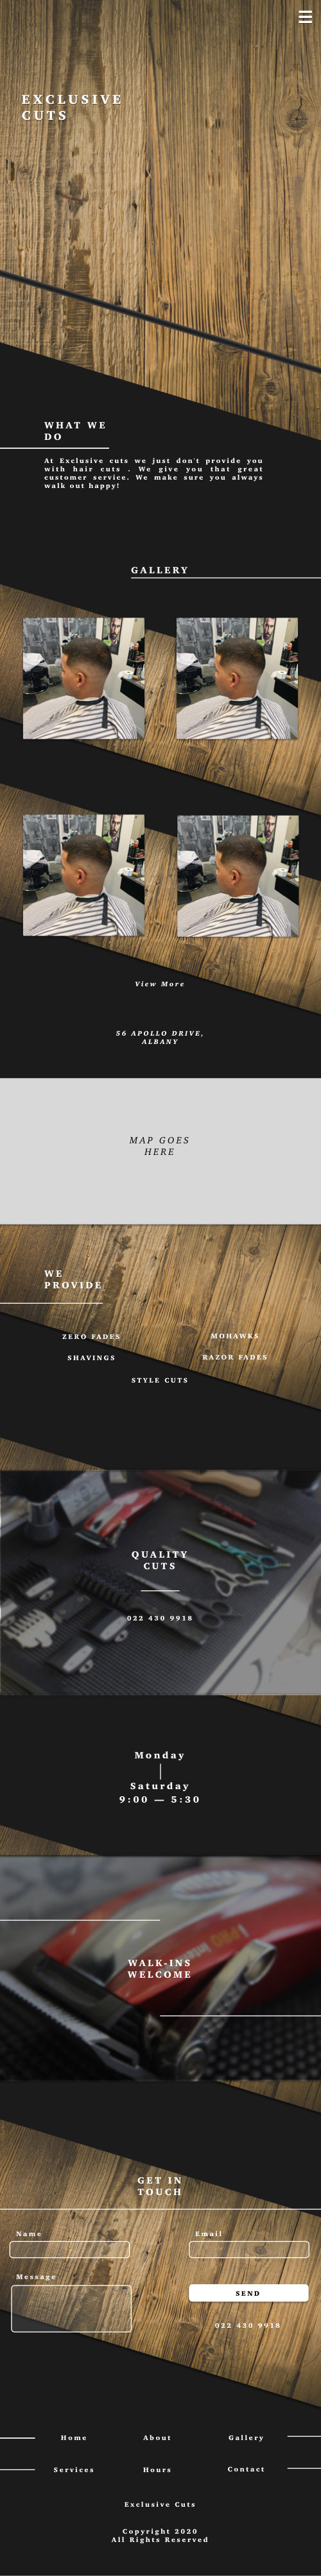 EXCLUSIVE
CUTS
WHAT WE
DO
At Exclusive cuts we just don't provide you
with hair cuts . We give you that great
customer service. We make sure you always
walk out happy!
GALLERY
View More
56 APOLLO DRIVE,
ALBANY
MAP GOES
HERE
WE
PROVIDE
ZERO FADES
MOHAWKS
SHAVINGS
RAZOR FADES
STYLE CUTS
QUALITY
CUTS
022 430 9918
Monday
Saturday
9:00 — 5:30
WALK-INS
WELCOME
GET IN
TOUCH
Name
Email
Message
SEND
022 430 9918
Home
About
Gallery
Services
Hours
Contact
Exclusive Cuts
Copyright 2020
All Rights Reserved